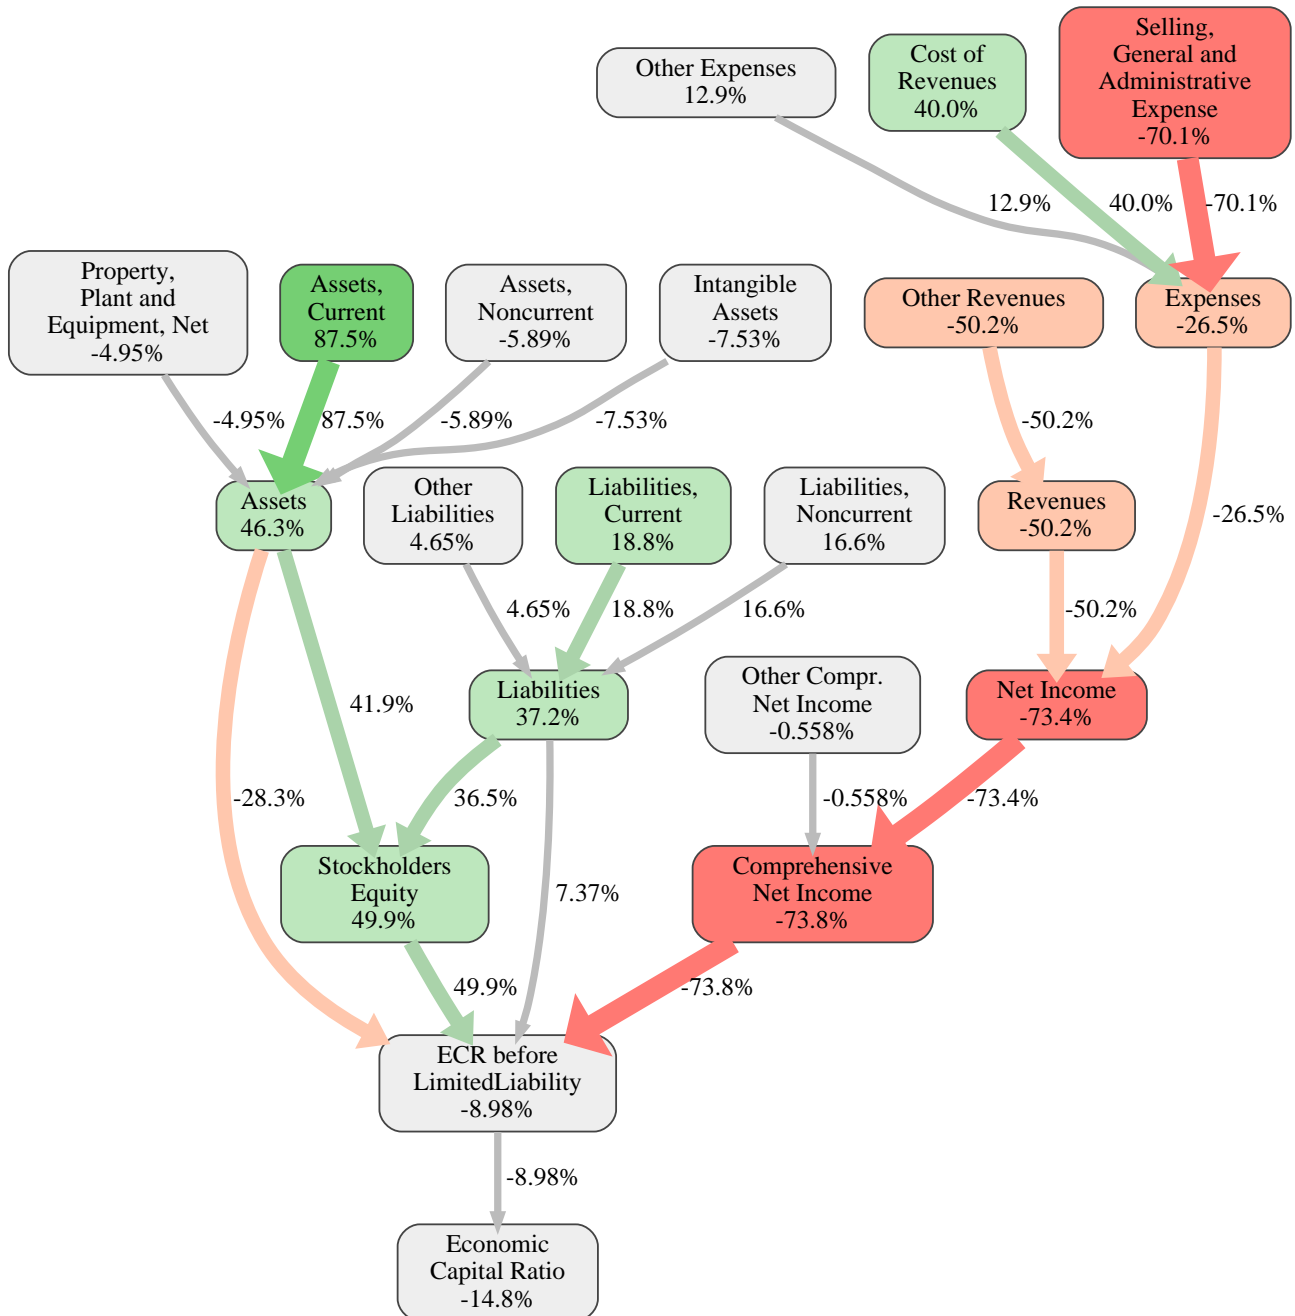 Selling,
General and
Administrative
Expense
-70.1%
Cost of
Revenues
40.0%
Other Expenses
12.9%
12.9%
40.0%
-70.1%
Property,
Plant and
Equipment, Net
-4.95%
Assets,
Current
87.5%
Assets,
Noncurrent
-5.89%
Intangible
Assets
-7.53%
Other Revenues
-50.2%
Expenses
-26.5%
-4.95%
87.5%
-5.89%
-7.53%
-50.2%
Assets
46.3%
Other
Liabilities
4.65%
Liabilities,
Current
18.8%
Liabilities,
Noncurrent
16.6%
Revenues
-50.2%
-26.5%
4.65%
18.8%
16.6%
-50.2%
41.9%
Liabilities
37.2%
Other Compr.
Net Income
-0.558%
Net Income
-73.4%
-28.3%
36.5%
-0.558%
-73.4%
Stockholders
Equity
49.9%
7.37%
Comprehensive
Net Income
-73.8%
49.9%
-73.8%
ECR before
LimitedLiability
-8.98%
-8.98%
Economic
Capital Ratio
-14.8%